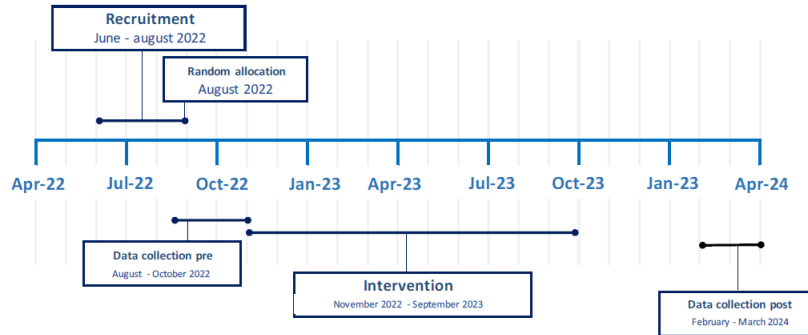 Recruitment
June - august 2022
Random allocation
August 2022
Apr-22 Jul-22 Oct-22 Jan-23 Apr-23 Jul-23 Oct-23 Jan-23 Apr-24
Data collection pre
August - October 2022
Intervention
November 2022 - September 2023
Data collection post
February - March 2024